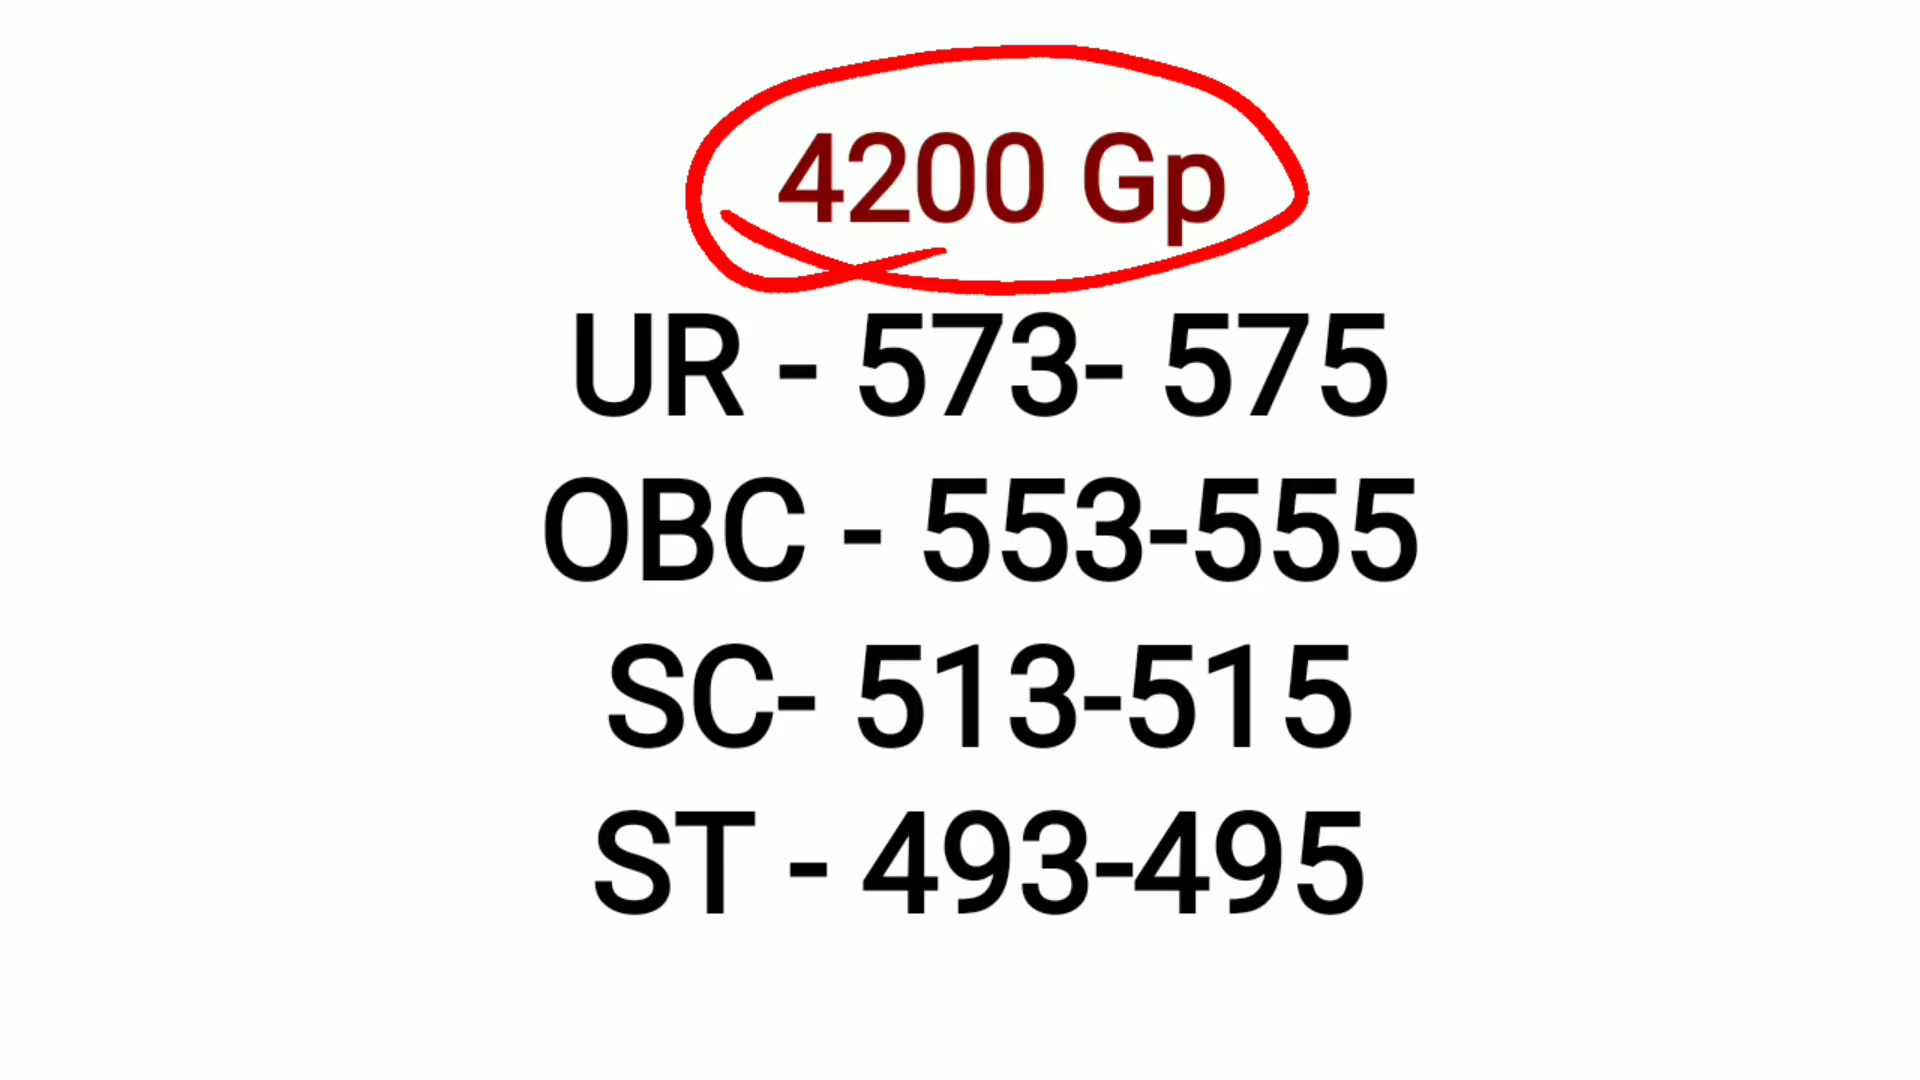 4200 Gp
UR - 573- 575
OBC - 553-555
SC- 513-515
ST - 493-495